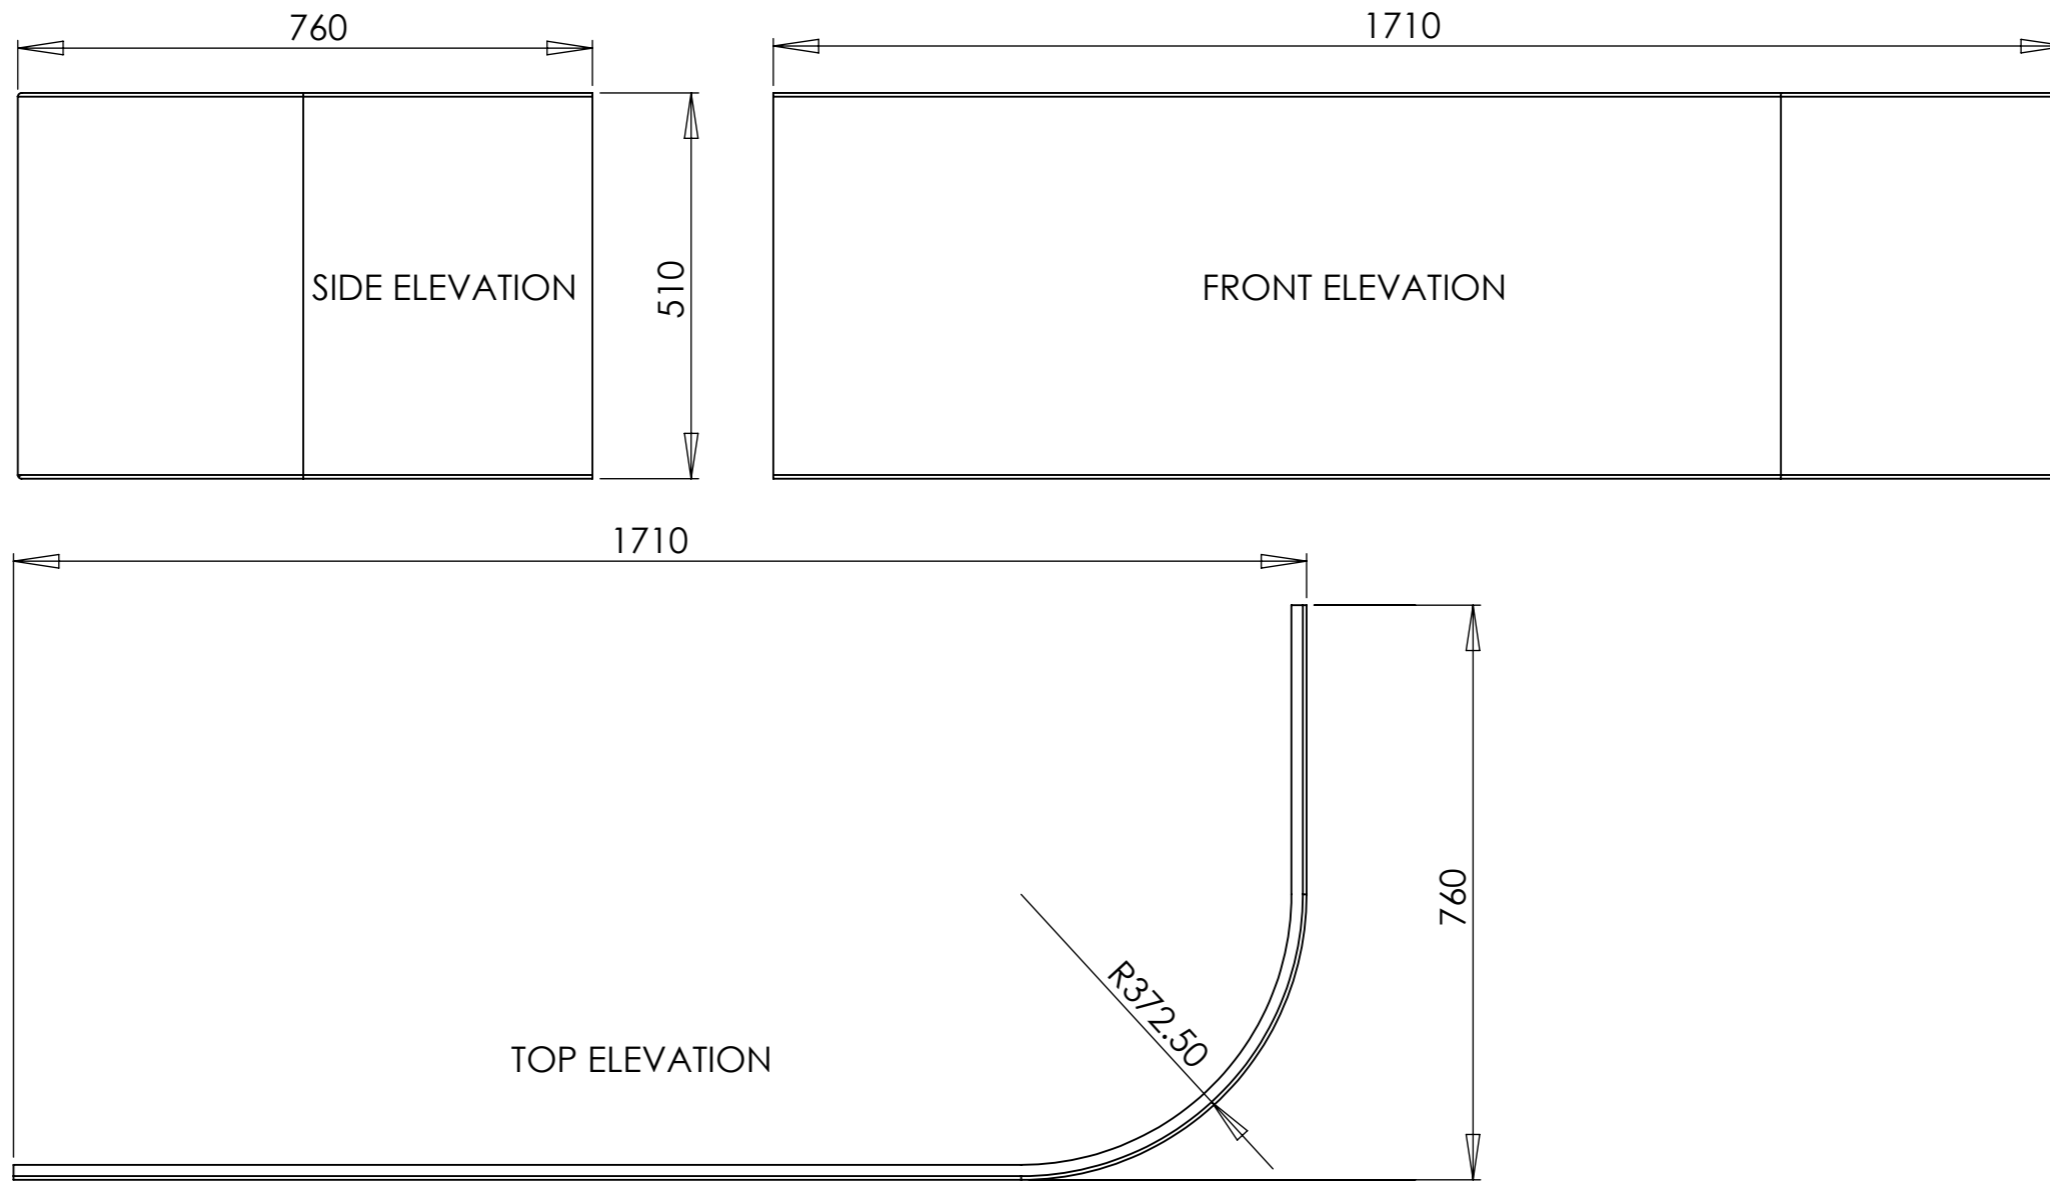 760
1710
SIDE ELEVATION
510
FRONT ELEVATION
1710
760
R372.50
TOP ELEVATION